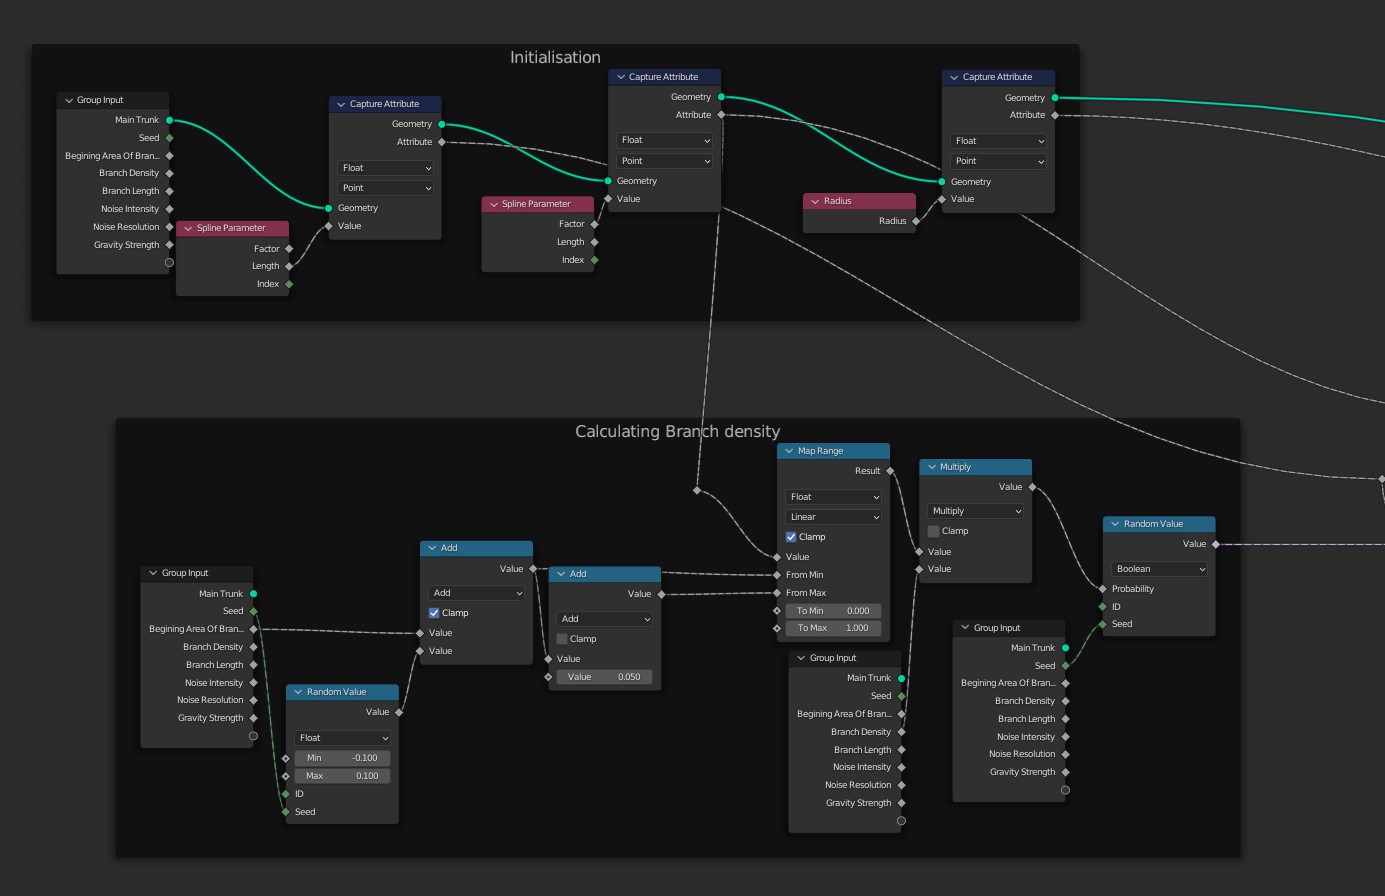 Initialisation
Group Input
Main Trunk
Seed
Begining Area Of Bran...
Branch Density
Branch Length
Noise Intensity
Noise Resolution
Gravity Strength
Spline Parameter
Factor
Length
Index
Capture Attribute
Geometry
Attribute
Float
Point
Geometry
Value
Spline Parameter
Factor
Length
Index
Capture Attribute
Geometry
Attribute
Float
Point
Geometry
Value
Radius
Radius
Capture Attribute
Geometry
Attribute
Float
Point
Geometry
Value
Calculating Branch density
Group Input
Main Trunk
Seed
Begining Area Of Bran...
Branch Density
Branch Length
Noise Intensity
Noise Resolution
Gravity Strength
Random Value
Value
Float
Min -0.100
Max 0.100
ID
Seed
Add
Value
Add
Clamp
Value
Value
Add
Value
Add
Clamp
Value
Value 0.050
Map Range
Result
Float
Linear
Clamp
Value
From Min
From Max
To Min 0.000
To Max 1.000
Group Input
Main Trunk
Seed
Begining Area Of Bran...
Branch Density
Branch Length
Noise Intensity
Noise Resolution
Gravity Strength
Multiply
Value
Multiply
Clamp
Value
Value
Group Input
Main Trunk
Seed
Begining Area Of Bran...
Branch Density
Branch Length
Noise Intensity
Noise Resolution
Gravity Strength
Random Value
Value
Boolean
Probability
ID
Seed